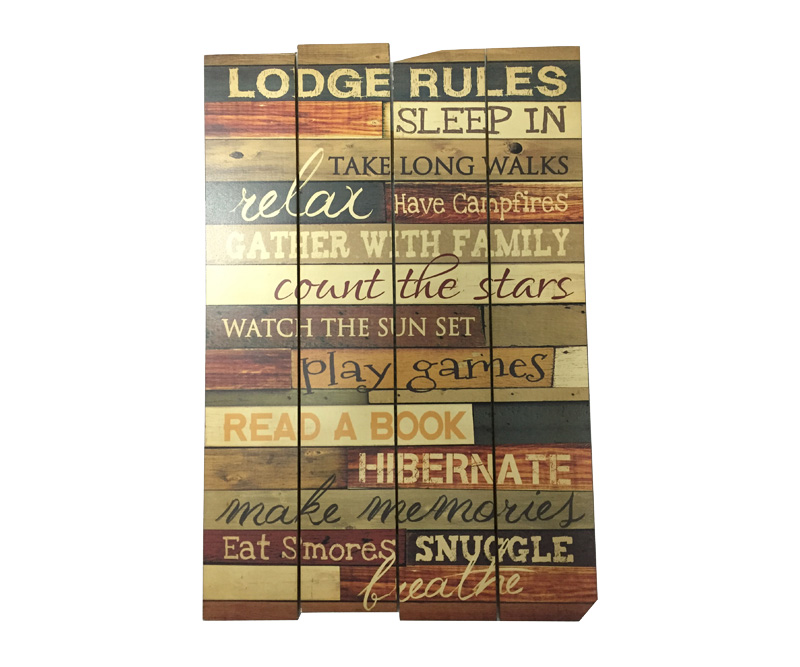 LODGE RULES
SLEEP IN
TAKE LONG WALKS
relax Have Campfires
GATHER WITH FAMILY
count the stars
WATCH THE SUN SET
play games
READ A BOOK
HIBERNATE
make memories
Eat S'mores SNUGGLE
breathe